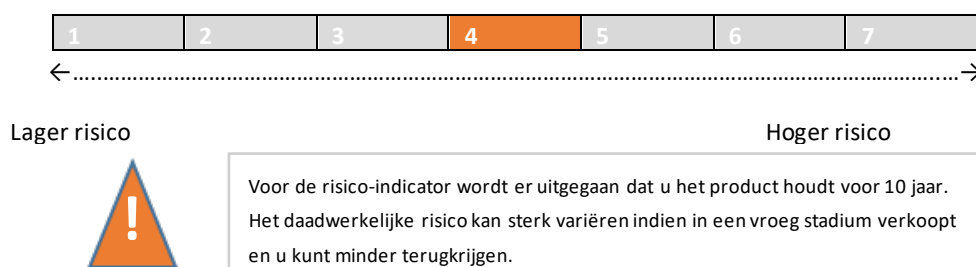 1 2 3 4 5 6 7
←........................................................................................................................→
Lager risico Hoger risico
!
Voor de risico-indicator wordt er uitgegaan dat u het product houdt voor 10 jaar.
Het daadwerkelijke risico kan sterk variëren indien in een vroeg stadium verkoopt
en u kunt minder terugkrijgen.